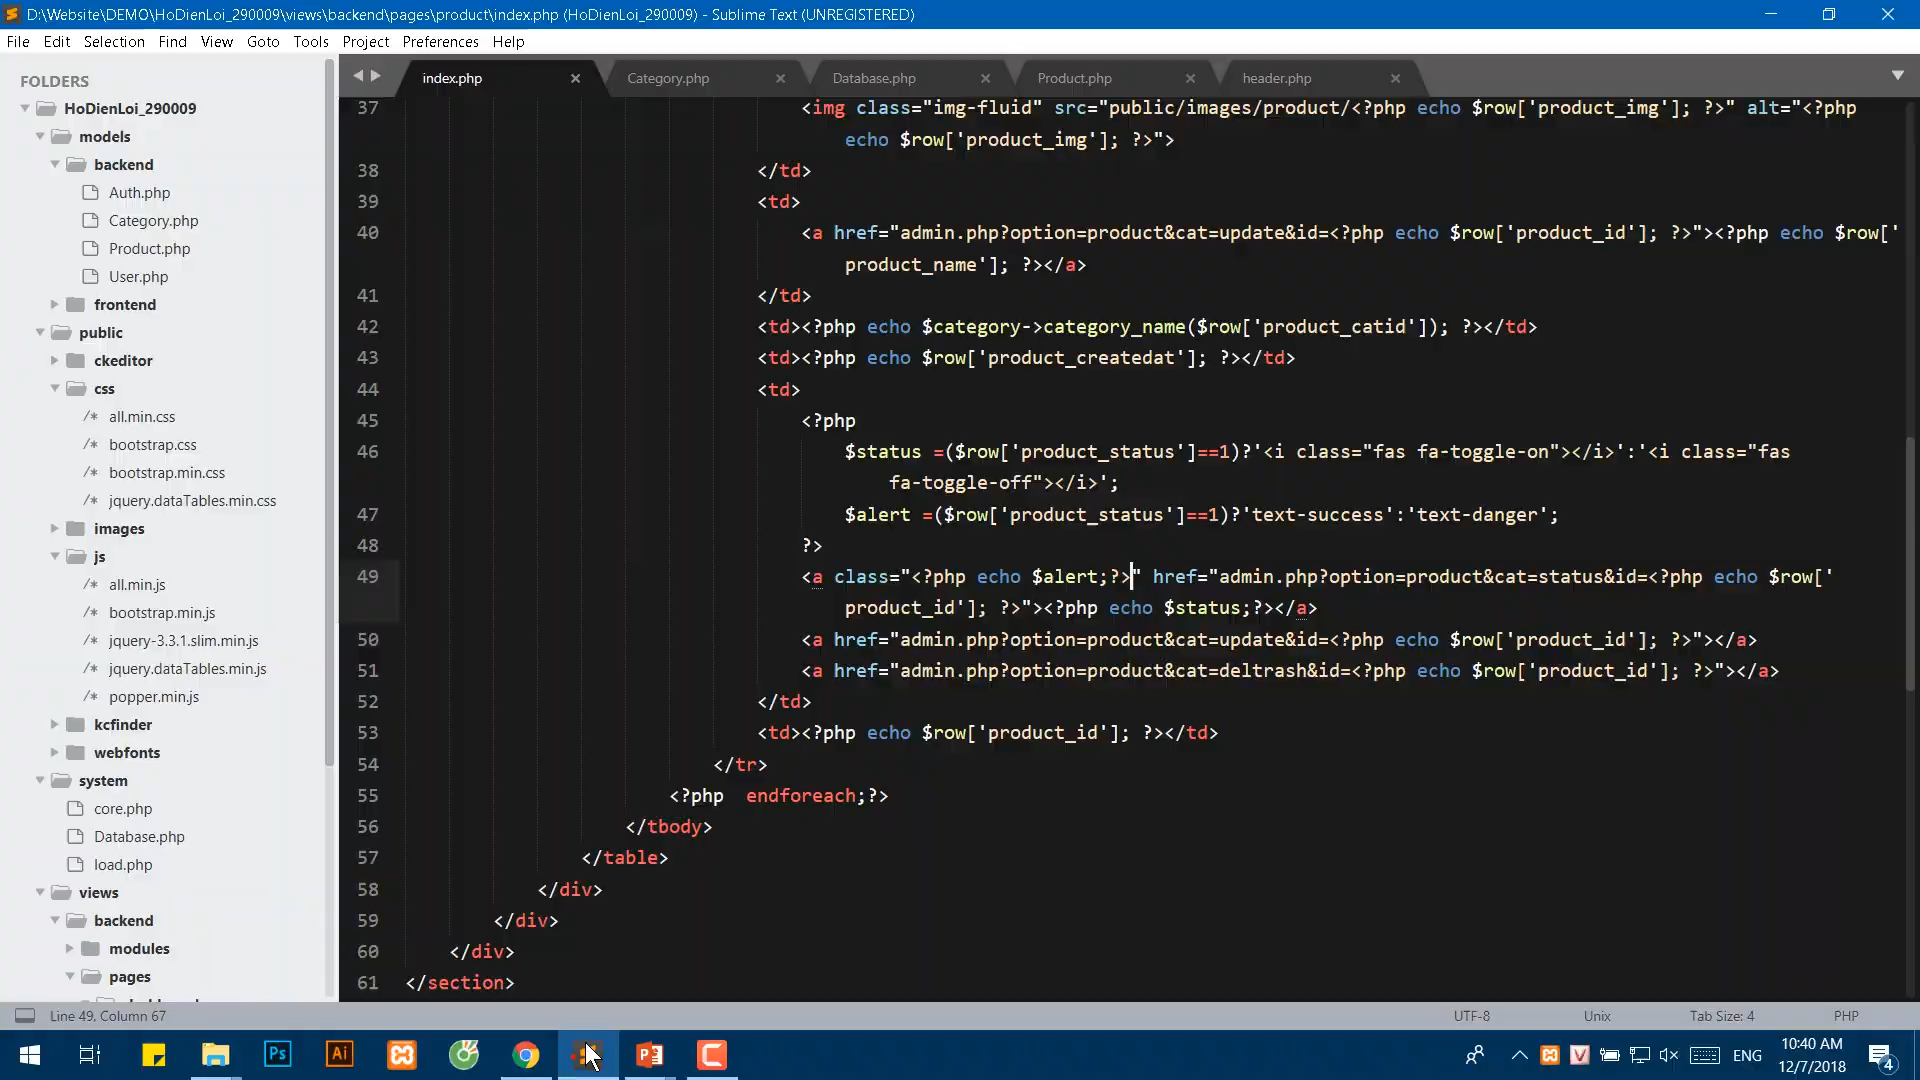 D:\Website\DEMO\HoDienLoi_290009\views\backend\pages\product\index.php (HoDienLoi_290009) - Sublime Text (UNREGISTERED)
File Edit Selection Find View Goto Tools Project Preferences Help
FOLDERS
HoDienLoi_290009
models
backend
Auth.php
Category.php
Product.php
User.php
frontend
public
ckeditor
css
/* all.min.css
/* bootstrap.css
/* bootstrap.min.css
/* jquery.dataTables.min.css
images
js
/* all.min.js
/* bootstrap.min.js
/* jquery-3.3.1.slim.min.js
/* jquery.dataTables.min.js
/* popper.min.js
kcfinder
webfonts
system
core.php
Database.php
load.php
views
backend
modules
pages
index.php Category.php Database.php Product.php header.php
37 <img class="img-fluid" src="public/images/product/<?php echo $row['product_img']; ?>" alt="<?php
echo $row['product_img']; ?>">
38 </td>
39 <td>
40 <a href="admin.php?option=product&cat=update&id=<?php echo $row['product_id']; ?>"><?php echo $row['
product_name']; ?></a>
41 </td>
42 <td><?php echo $category->category_name($row['product_catid']); ?></td>
43 <td><?php echo $row['product_createdat']; ?></td>
44 <td>
45 <?php
46 $status =($row['product_status']==1)?'<i class="fas fa-toggle-on"></i>':'<i class="fas
fa-toggle-off"></i>';
47 $alert =($row['product_status']==1)?'text-success':'text-danger';
48 ?>
49 <a class="<?php echo $alert;?>" href="admin.php?option=product&cat=status&id=<?php echo $row['
product_id']; ?>"><?php echo $status;?></a>
50 <a href="admin.php?option=product&cat=update&id=<?php echo $row['product_id']; ?>"></a>
51 <a href="admin.php?option=product&cat=deltrash&id=<?php echo $row['product_id']; ?>"></a>
52 </td>
53 <td><?php echo $row['product_id']; ?></td>
54 </tr>
55 <?php endforeach;?>
56 </tbody>
57 </table>
58 </div>
59 </div>
60 </div>
61 </section>
Line 49, Column 67 UTF-8 Unix Tab Size: 4 PHP
Ps Ai ENG 10:40 AM
12/7/2018 4